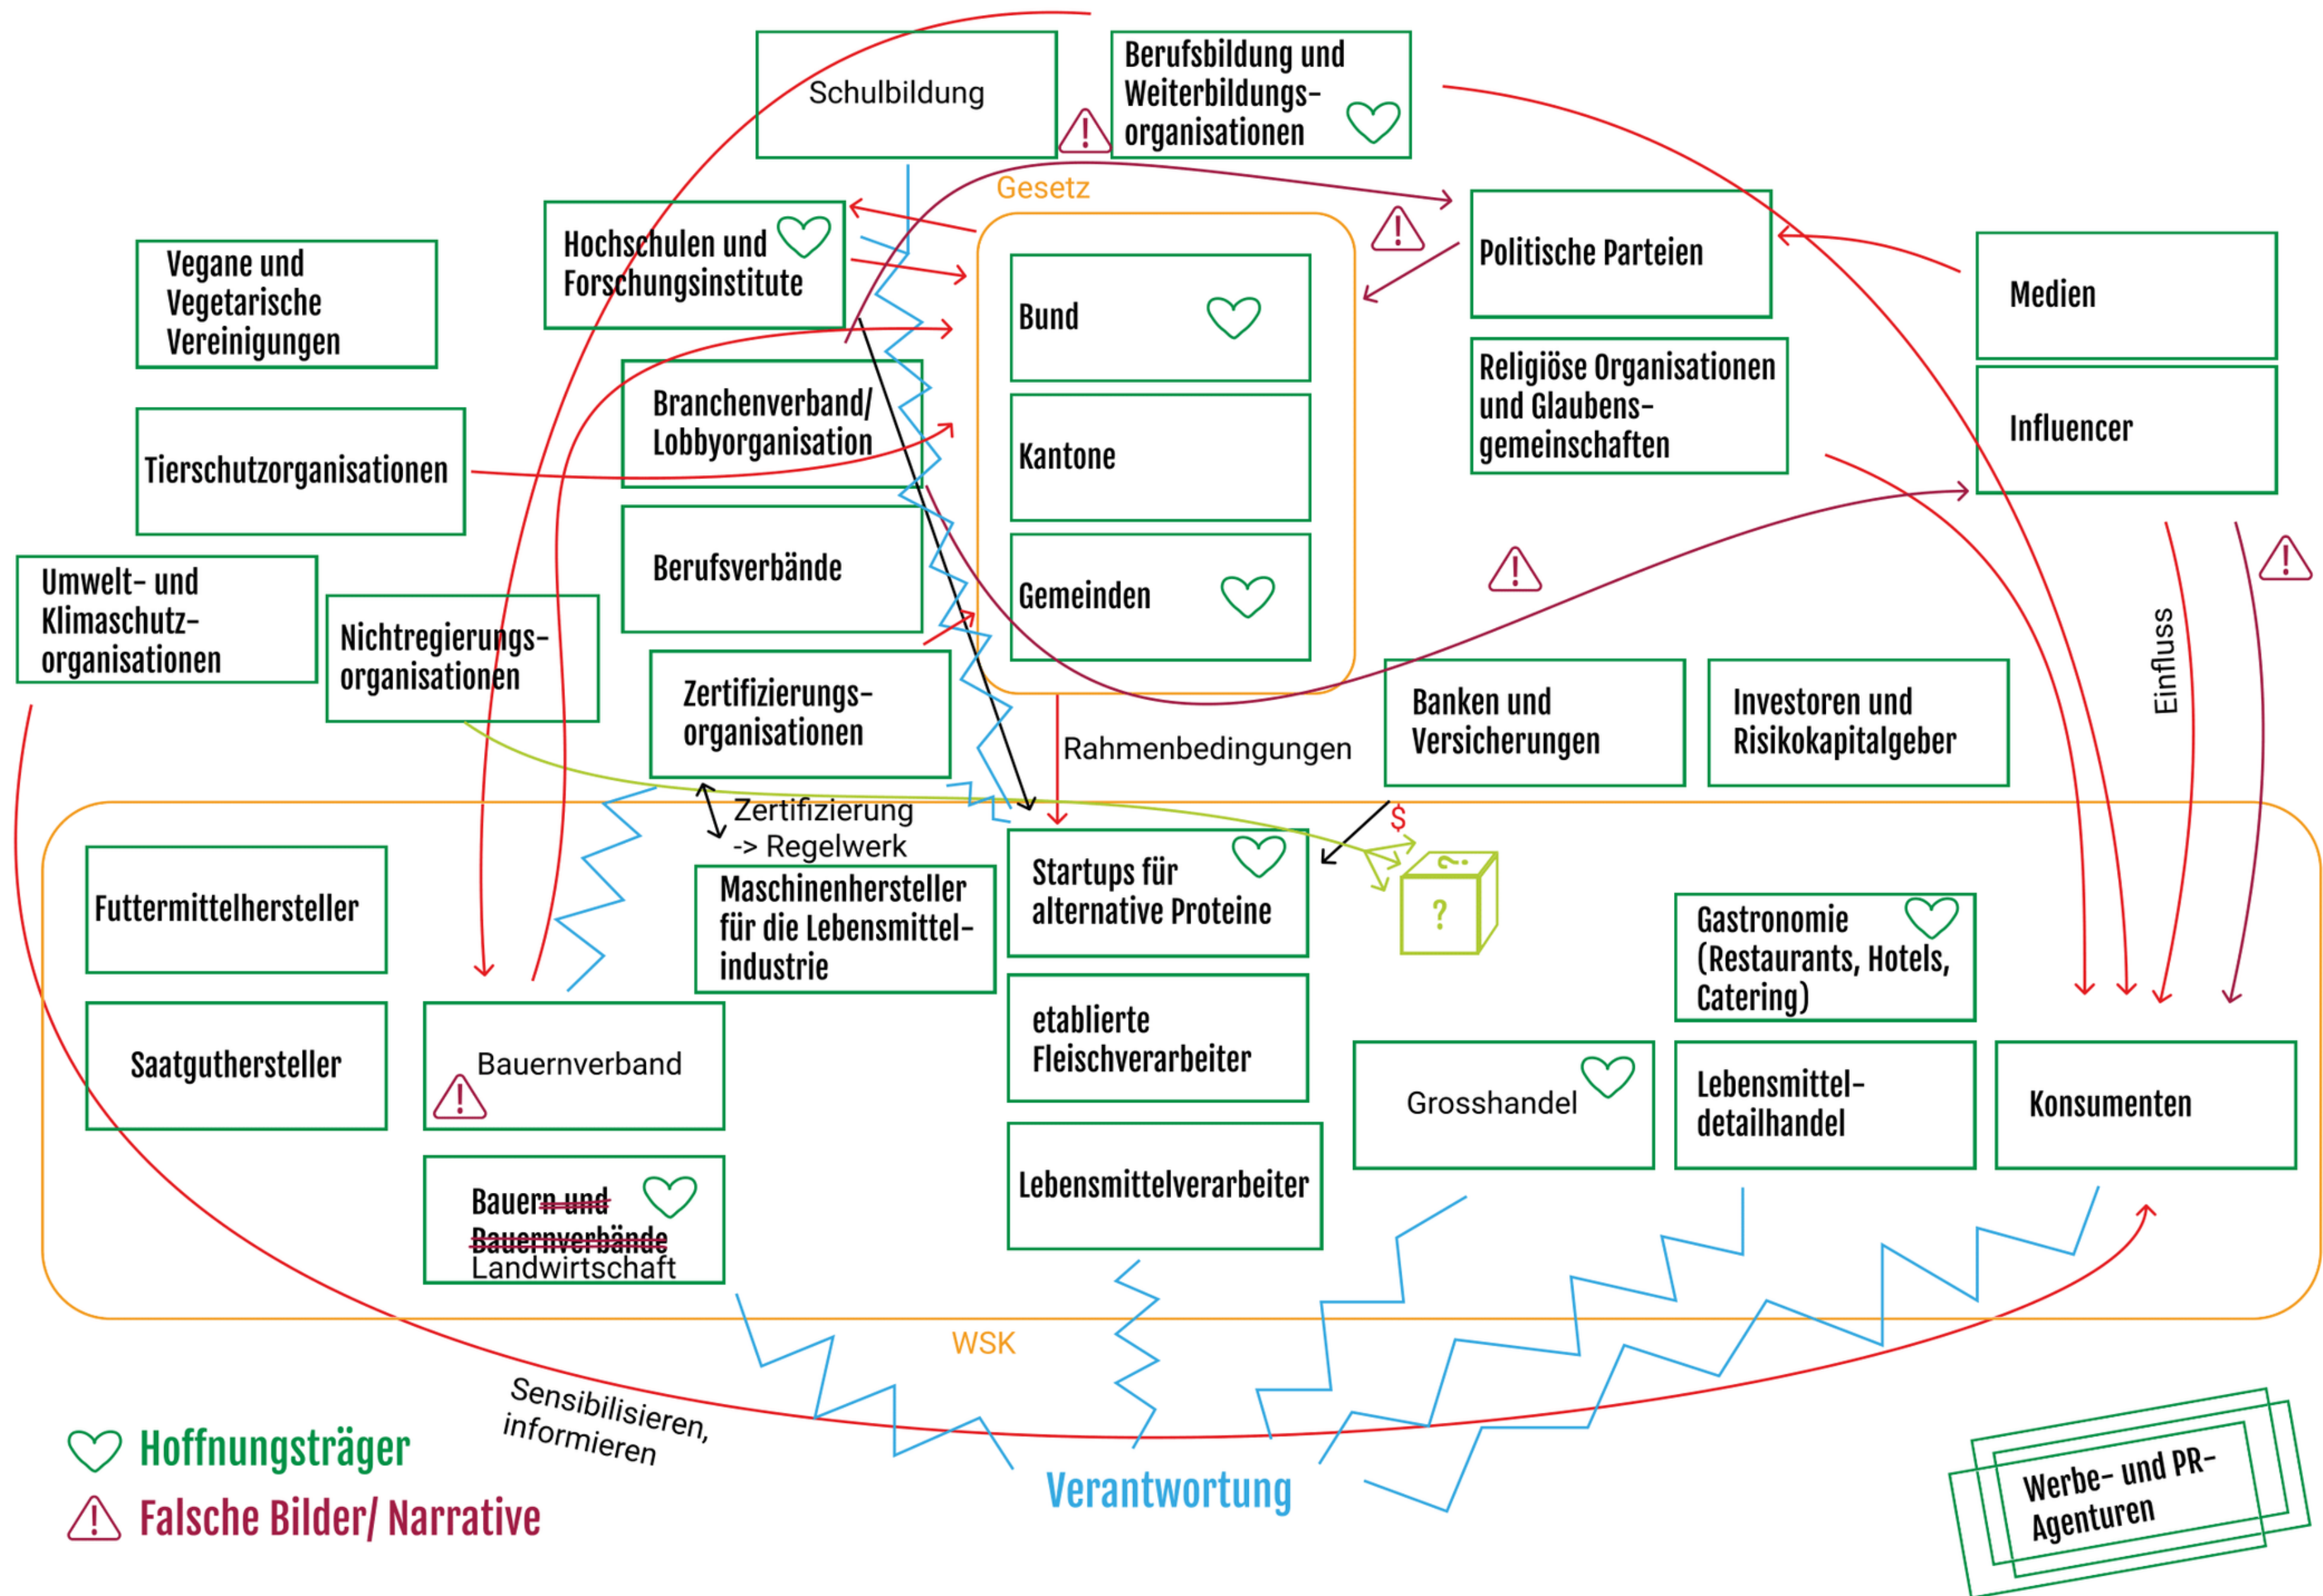 Schulbildung
Berufsbildung und
Weiterbildungs-
organisationen
Gesetz
Hochschulen und
Forschungsinstitute
Vegane und
Vegetarische
Vereinigungen
Politische Parteien
Medien
Bund
Branchenverband/
Lobbyorganisation
Religiöse Organisationen
und Glaubens-
gemeinschaften
Influencer
Kantone
Tierschutzorganisationen
Berufsverbände
Gemeinden
Umwelt- und
Klimaschutz-
organisationen
Nichtregierungs-
organisationen
Zertifizierungs-
organisationen
Rahmenbedingungen
Banken und
Versicherungen
Investoren und
Risikokapitalgeber
Einfluss
Zertifizierung
-> Regelwerk
$
Futtermittelhersteller
Maschinenhersteller
für die Lebensmittel-
industrie
Startups für
alternative Proteine
?
?!
Gastronomie
(Restaurants, Hotels,
Catering)
Saatguthersteller
Bauernverband
etablierte
Fleischverarbeiter
Grosshandel
Lebensmittel-
detailhandel
Konsumenten
Bauern und
Bauernverbände
Landwirtschaft
Lebensmittelverarbeiter
WSK
Sensibilisieren,
informieren
Hoffnungsträger
Falsche Bilder/ Narrative
Verantwortung
Werbe- und PR-
Agenturen